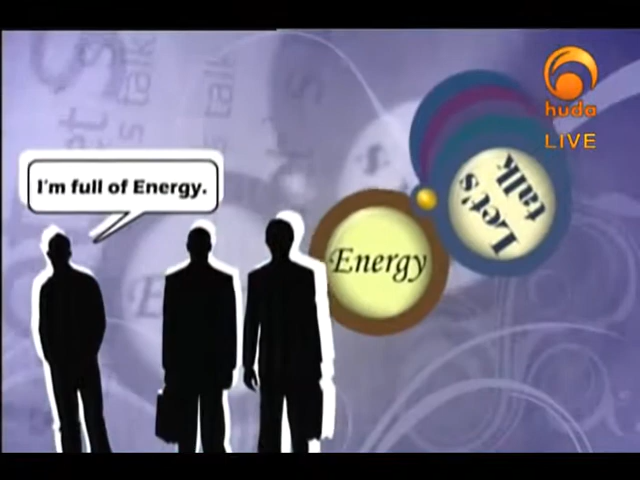 huda
LIVE
I'm full of Energy.
Let's
talk
Energy